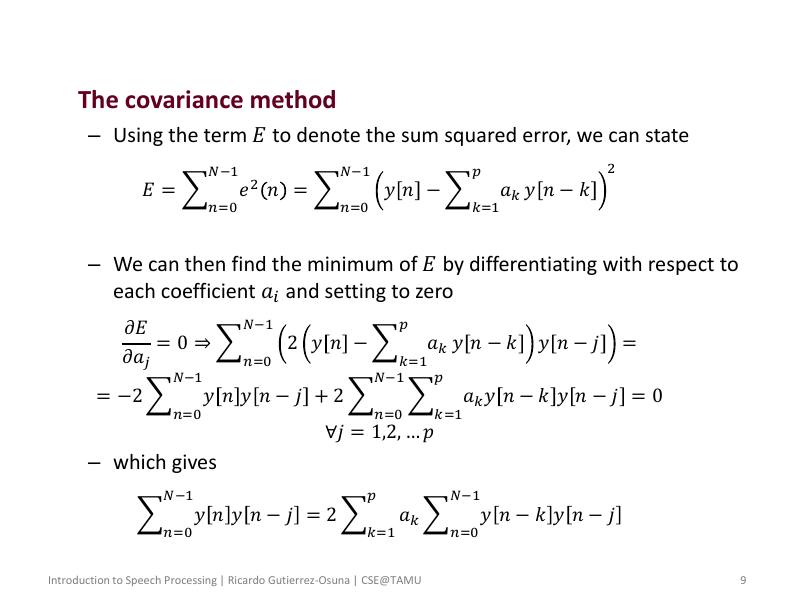 The covariance method
– Using the term 𝐸 to denote the sum squared error, we can state
𝐸 = ∑_{𝑛=0}^{𝑁−1} 𝑒²(𝑛) = ∑_{𝑛=0}^{𝑁−1} (𝑦[𝑛] − ∑_{𝑘=1}^{𝑝} 𝑎_𝑘 𝑦[𝑛 − 𝑘])²
– We can then find the minimum of 𝐸 by differentiating with respect to
each coefficient 𝑎_𝑖 and setting to zero
∂𝐸/∂𝑎_𝑗 = 0 ⇒ ∑_{𝑛=0}^{𝑁−1} (2 (𝑦[𝑛] − ∑_{𝑘=1}^{𝑝} 𝑎_𝑘 𝑦[𝑛 − 𝑘]) 𝑦[𝑛 − 𝑗]) =
= −2 ∑_{𝑛=0}^{𝑁−1} 𝑦[𝑛]𝑦[𝑛 − 𝑗] + 2 ∑_{𝑛=0}^{𝑁−1} ∑_{𝑘=1}^{𝑝} 𝑎_𝑘𝑦[𝑛 − 𝑘]𝑦[𝑛 − 𝑗] = 0
∀𝑗 = 1,2, … 𝑝
– which gives
∑_{𝑛=0}^{𝑁−1} 𝑦[𝑛]𝑦[𝑛 − 𝑗] = 2 ∑_{𝑘=1}^{𝑝} 𝑎_𝑘 ∑_{𝑛=0}^{𝑁−1} 𝑦[𝑛 − 𝑘]𝑦[𝑛 − 𝑗]
Introduction to Speech Processing | Ricardo Gutierrez-Osuna | CSE@TAMU 9